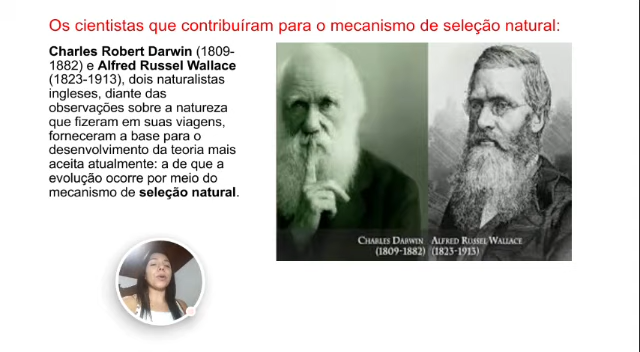 Os cientistas que contribuíram para o mecanismo de seleção natural:
Charles Robert Darwin (1809-
1882) e Alfred Russel Wallace
(1823-1913), dois naturalistas
ingleses, diante das
observações sobre a natureza
que fizeram em suas viagens,
forneceram a base para o
desenvolvimento da teoria mais
aceita atualmente: a de que a
evolução ocorre por meio do
mecanismo de seleção natural.
CHARLES DARWIN
(1809-1882)
ALFRED RUSSEL WALLACE
(1823-1913)